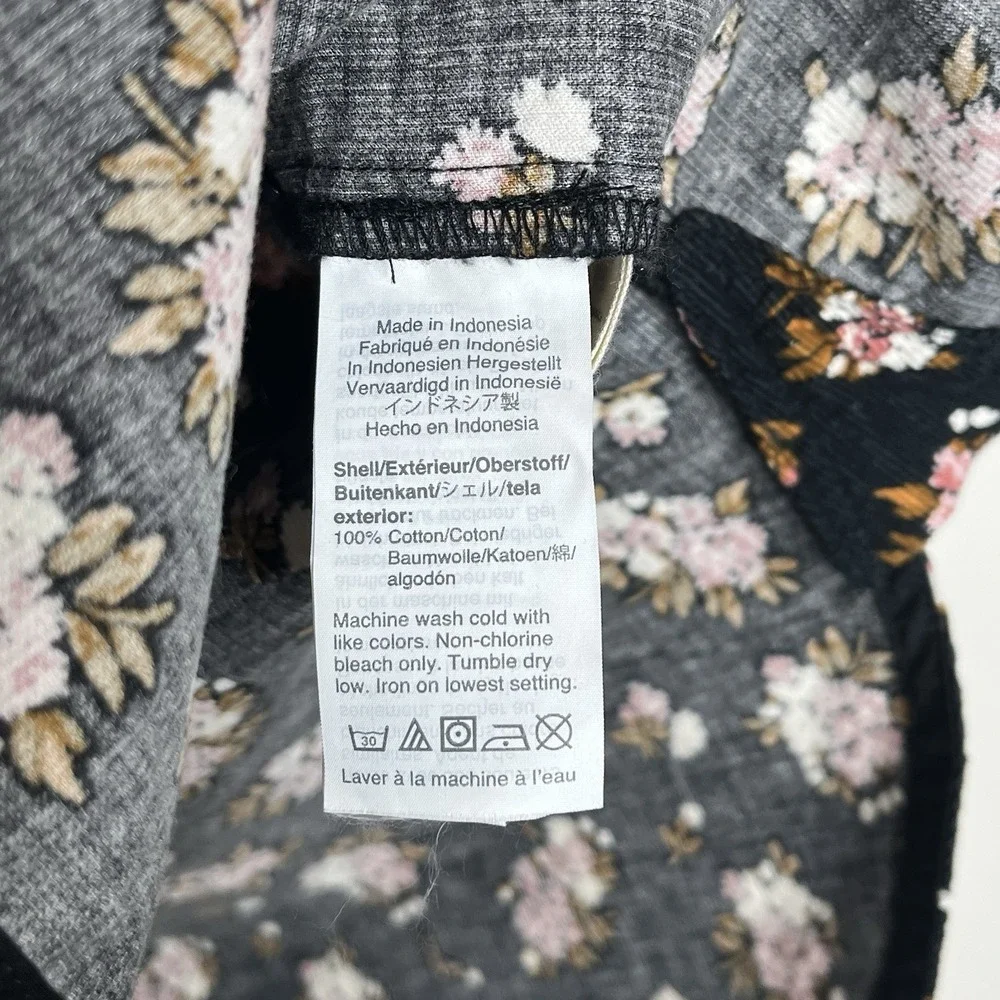 Made in Indonesia
Fabriqué en Indonésie
In Indonesien Hergestellt
Vervaardigd in Indonesië
インドネシア製
Hecho en Indonesia
Shell/Extérieur/Oberstoff/
Buitenkant/シェル/tela
exterior:
100% Cotton/Coton/
Baumwolle/Katoen/綿/
algodón
Machine wash cold with
like colors. Non-chlorine
bleach only. Tumble dry
low. Iron on lowest setting.
30
Laver à la machine à l'eau